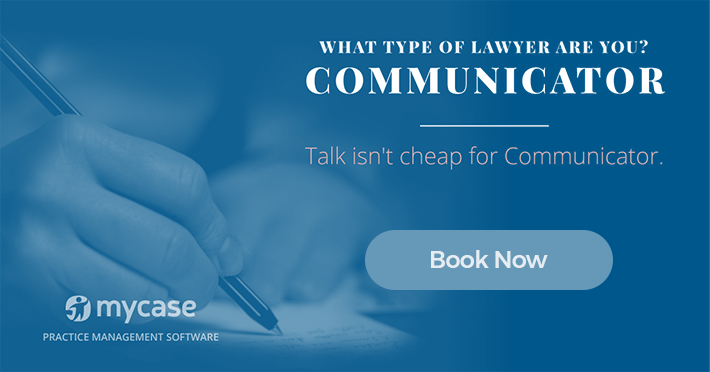 WHAT TYPE OF LAWYER ARE YOU?
COMMUNICATOR
Talk isn't cheap for Communicator.
Book Now
mycase
PRACTICE MANAGEMENT SOFTWARE